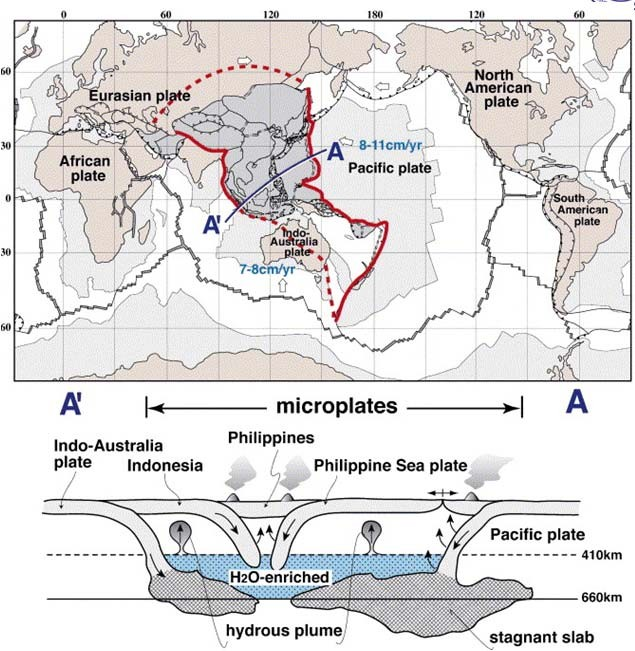 0 60 120 180 120 60
60
30
0
30
60
Eurasian plate
North
American
plate
African
plate
A
8-11cm/yr
Pacific plate
A'
South
American
plate
Indo-
Australia
plate
7-8cm/yr
A' microplates A
Indo-Australia
plate
Indonesia
Philippines
Philippine Sea plate
Pacific plate
410km
H2O-enriched
660km
hydrous plume
stagnant slab